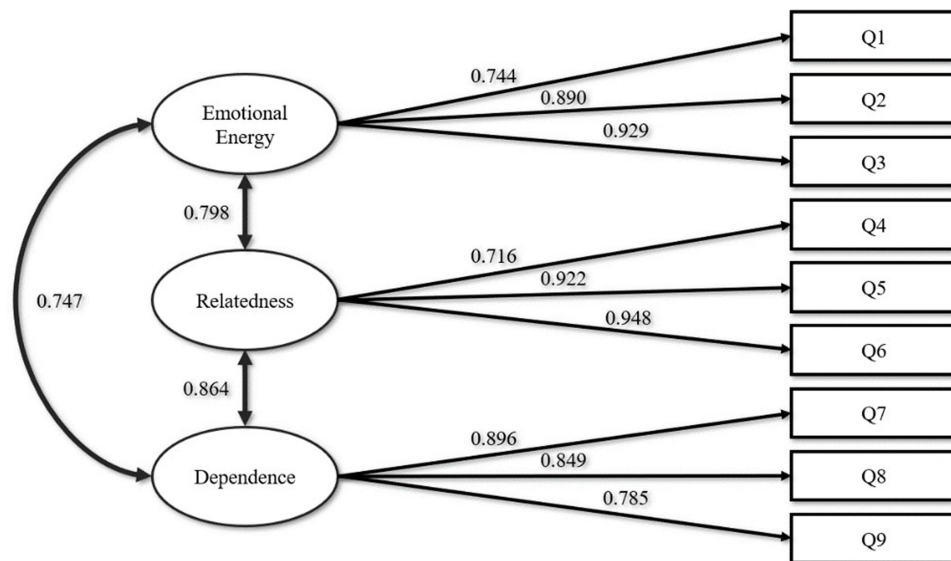 Q1
0.744
Q2
0.890
Emotional
Energy
0.929
Q3
0.798
Q4
0.716
0.922
Q5
0.747
Relatedness
0.948
Q6
0.864
Q7
0.896
0.849
Dependence
Q8
0.785
Q9